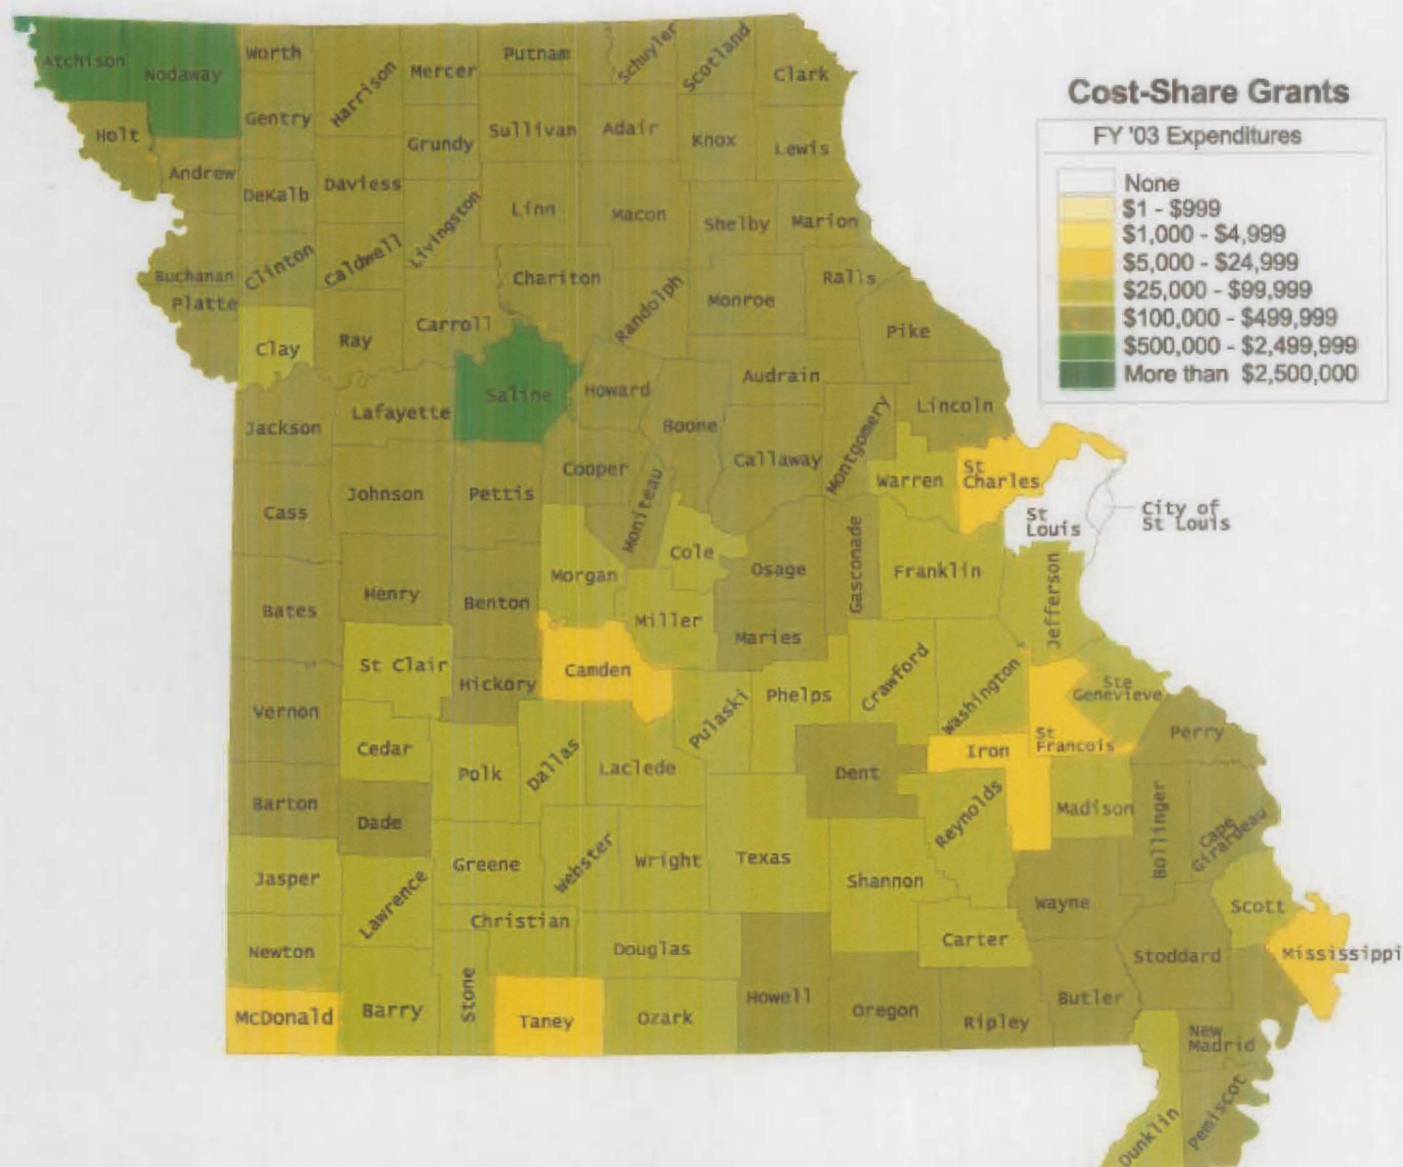 Cost-Share Grants
FY '03 Expenditures
None
$1 - $999
$1,000 - $4,999
$5,000 - $24,999
$25,000 - $99,999
$100,000 - $499,999
$500,000 - $2,499,999
More than $2,500,000
Atchison
Nodaway
Worth
Harrison
Mercer
Putnam
Schuyler
Scotland
Clark
Holt
Gentry
Grundy
Sullivan
Adair
Knox
Lewis
Andrew
DeKalb
Daviess
Livingston
Linn
Macon
Shelby
Marion
Buchanan
Clinton
Caldwell
Chariton
Randolph
Monroe
Ralls
Platte
Clay
Ray
Carroll
Pike
Saline
Howard
Audrain
Jackson
Lafayette
Boone
Lincoln
Callaway
Montgomery
Cooper
Moniteau
Warren
St
Charles
Cass
Johnson
Pettis
St
Louis
City of
St Louis
Cole
Morgan
Osage
Gasconade
Franklin
Jefferson
Bates
Henry
Benton
Miller
Maries
St Clair
Hickory
Camden
Pulaski
Phelps
Crawford
Washington
Ste
Genevieve
Vernon
Cedar
Polk
Dallas
Laclede
Dent
Iron
St
Francois
Perry
Barton
Dade
Reynolds
Madison
Bollinger
Cape
Girardeau
Jasper
Lawrence
Greene
Webster
Wright
Texas
Shannon
Wayne
Scott
Newton
Christian
Douglas
Carter
Stoddard
Mississippi
McDonald
Barry
Stone
Taney
Ozark
Howell
Oregon
Ripley
Butler
New
Madrid
Dunklin
Pemiscot